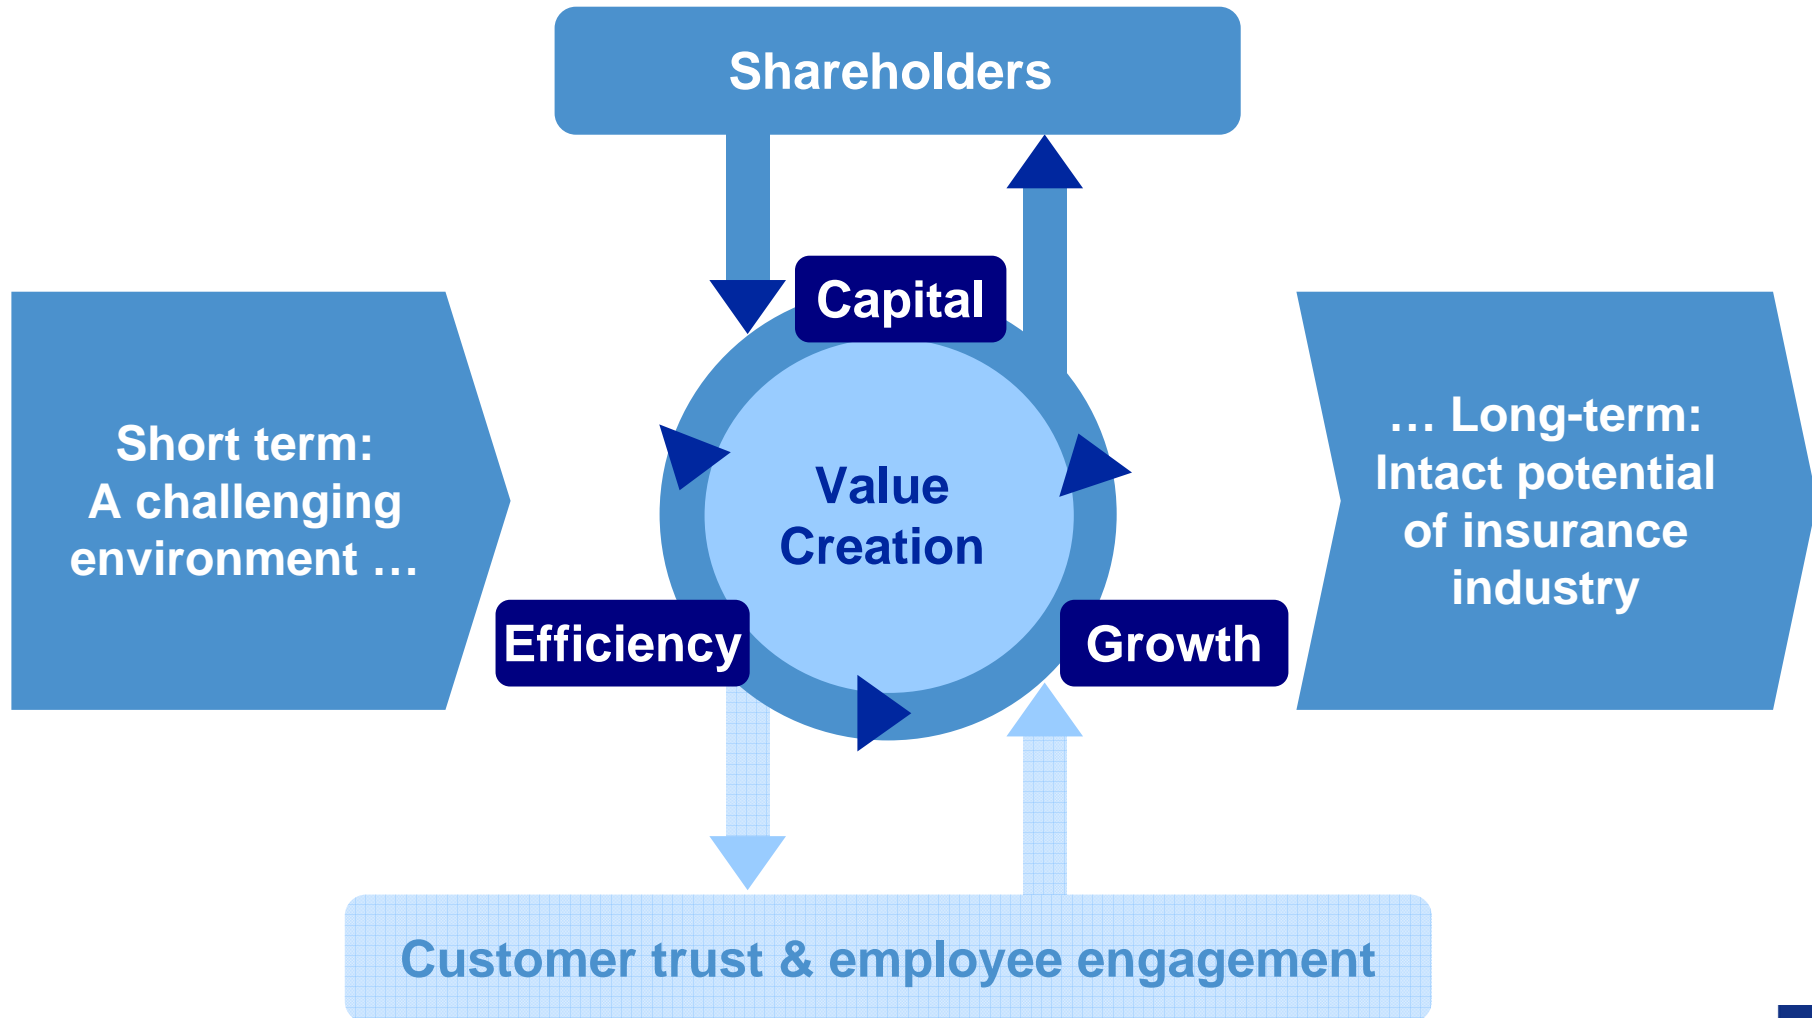 Shareholders
Capital
Short term:
A challenging
environment …
Value
Creation
… Long-term:
Intact potential
of insurance
industry
Efficiency
Growth
Customer trust & employee engagement